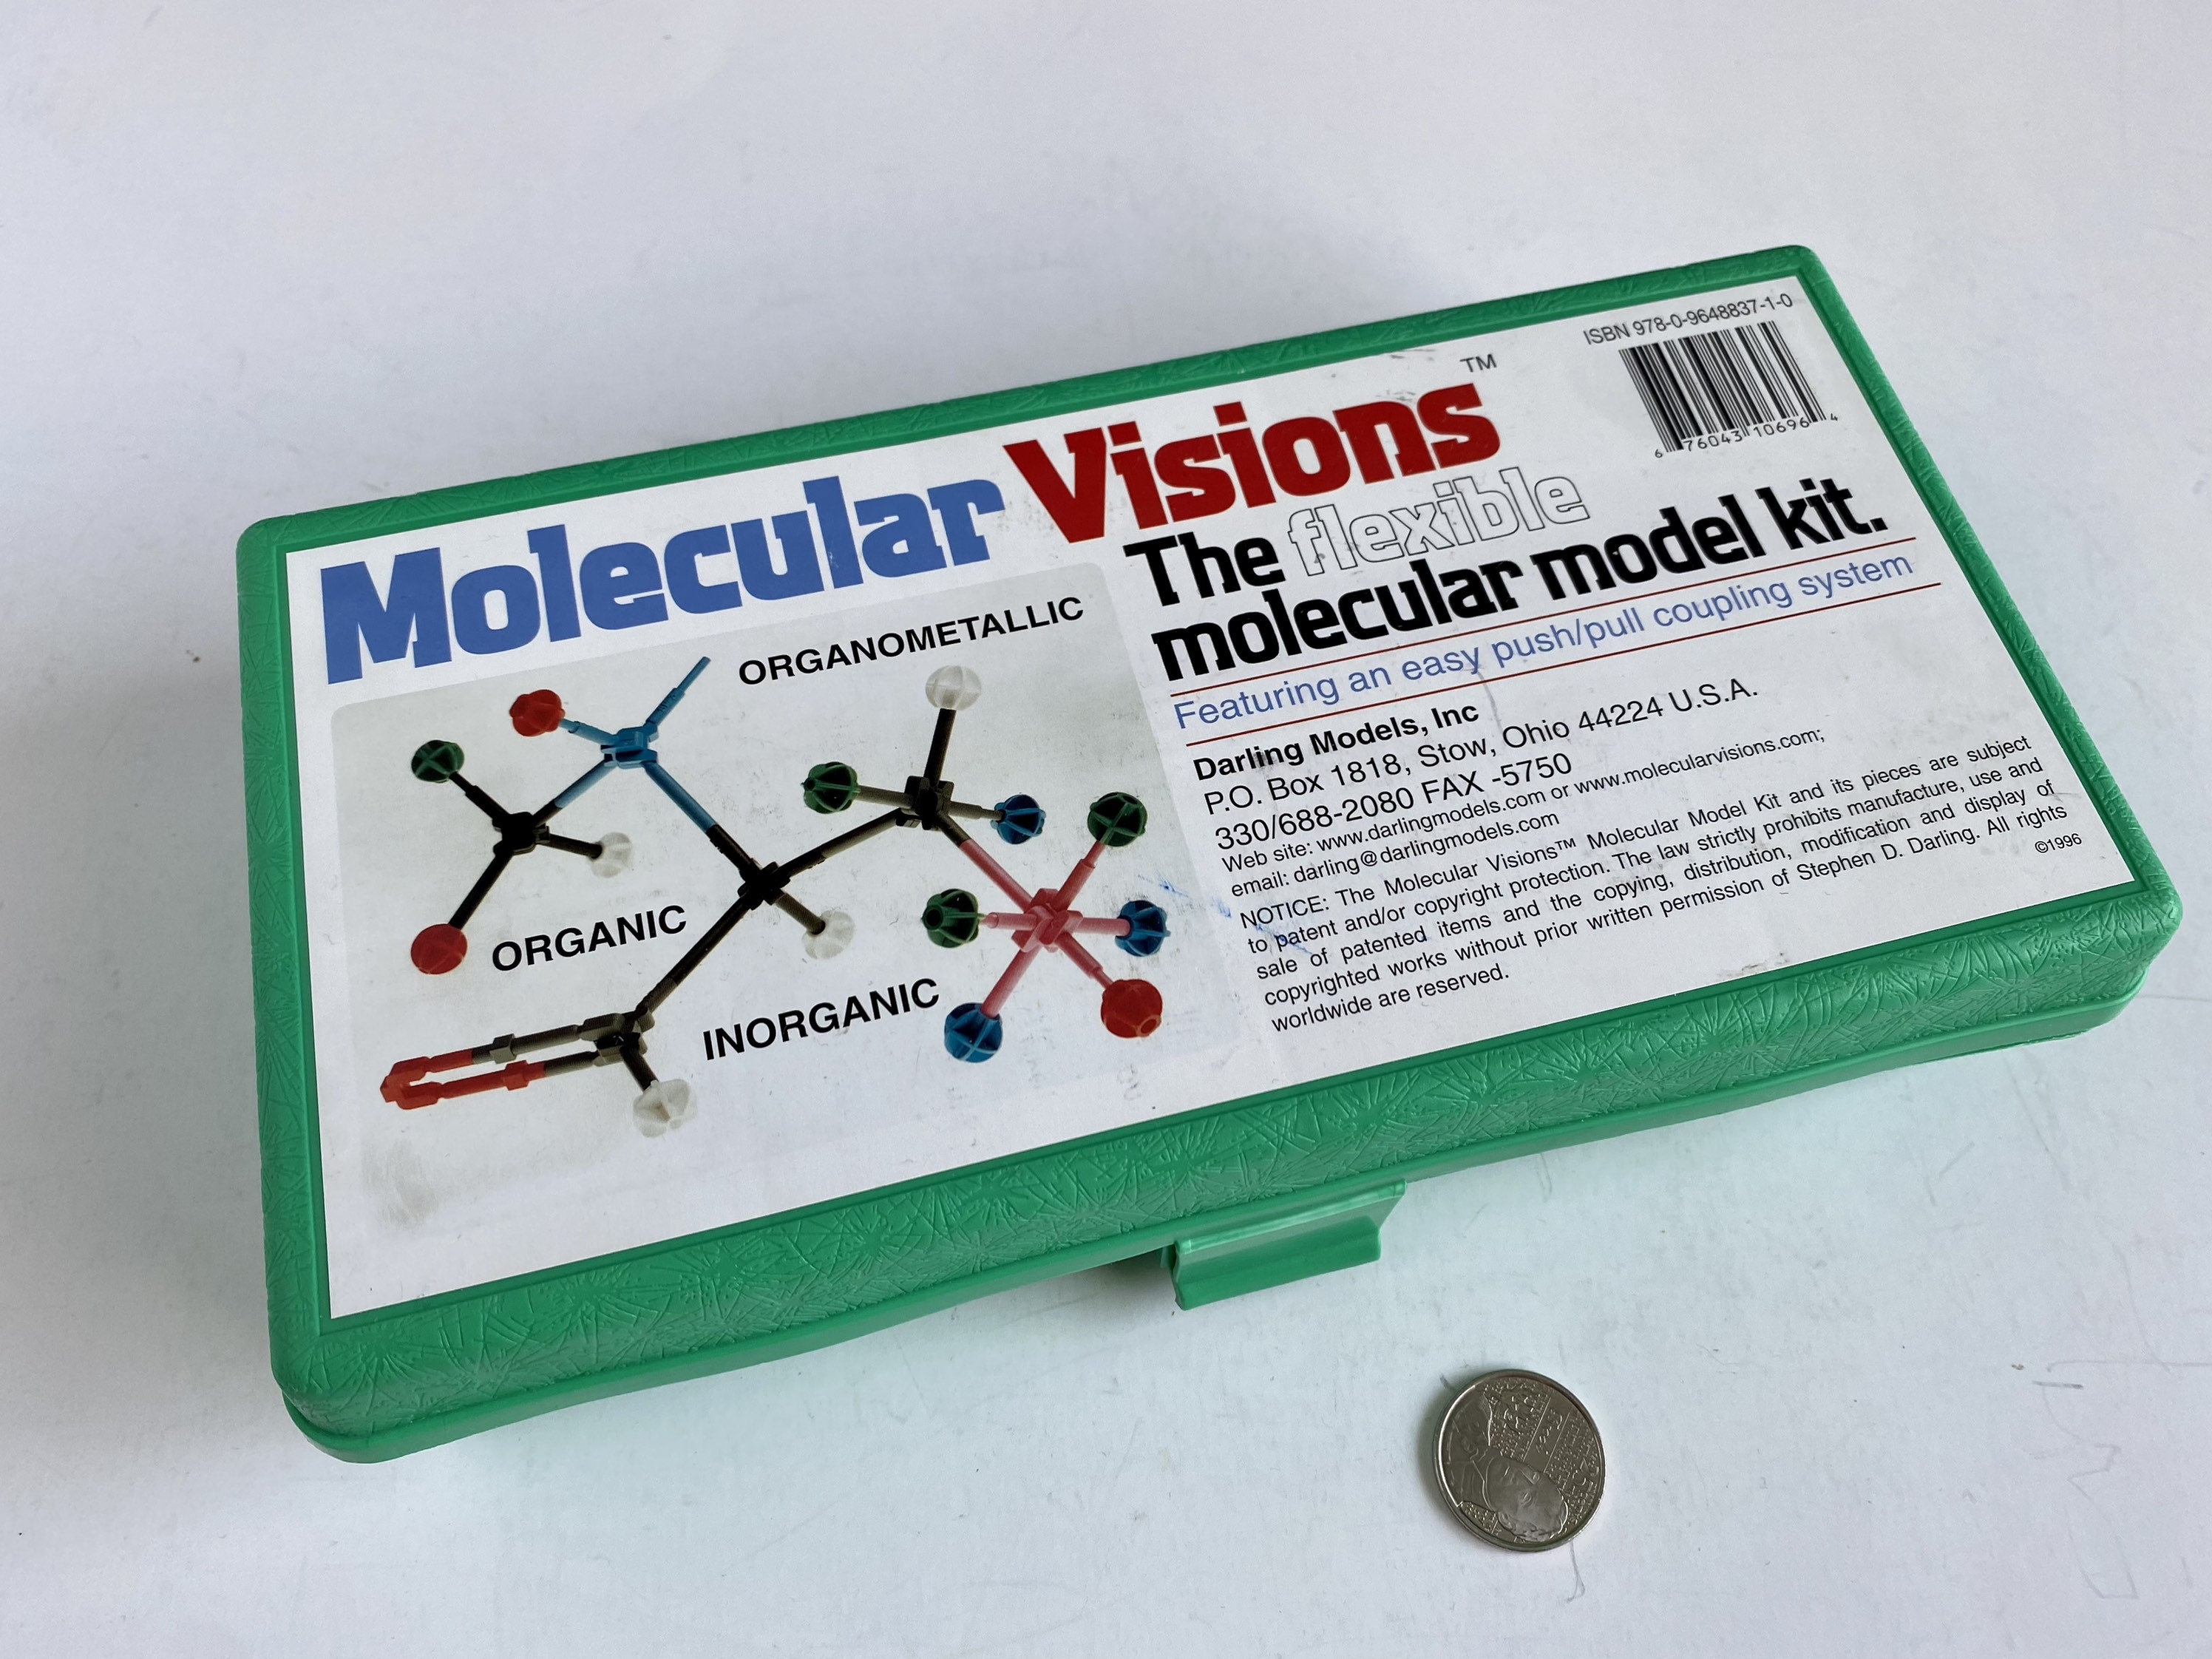 ISBN 978-0-9648837-1-0
6 76043 10696 4
Molecular Visions™
The flexible
molecular model kit.
Featuring an easy push/pull coupling system
Darling Models, Inc
P.O. Box 1818, Stow, Ohio 44224 U.S.A.
330/688-2080 FAX -5750
Web site: www.darlingmodels.com or www.molecularvisions.com;
email: darling@darlingmodels.com
NOTICE: The Molecular Visions™ Molecular Model Kit and its pieces are subject
to patent and/or copyright protection. The law strictly prohibits manufacture, use and
sale of patented items and the copying, distribution, modification and display of
copyrighted works without prior written permission of Stephen D. Darling. All rights
worldwide are reserved.
©1996
ORGANOMETALLIC
ORGANIC
INORGANIC